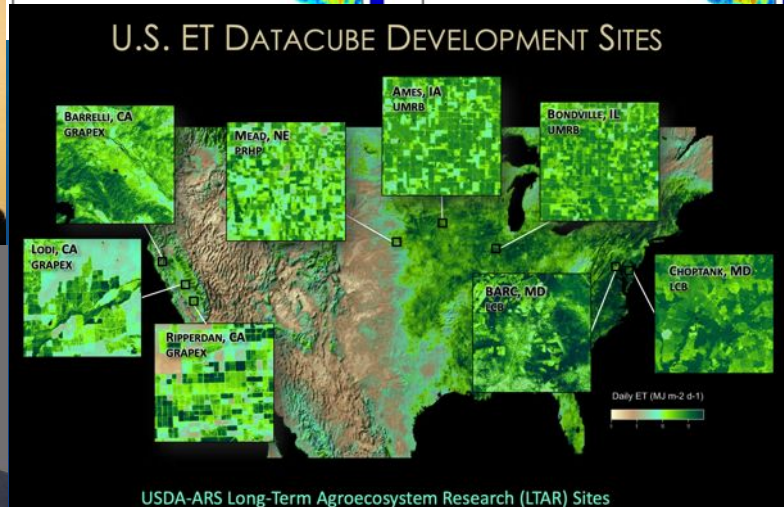 U.S. ET DATACUBE DEVELOPMENT SITES
AMES, IA
UMRB
BARRELLI, CA
GRAPEX
MEAD, NE
PRHP
BONDVILLE, IL
UMRB
LODI, CA
GRAPEX
RIPPERDAN, CA
GRAPEX
BARC, MD
LCB
CHOPTANK, MD
LCB
Daily ET (MJ m-2 d-1)
USDA-ARS Long-Term Agroecosystem Research (LTAR) Sites